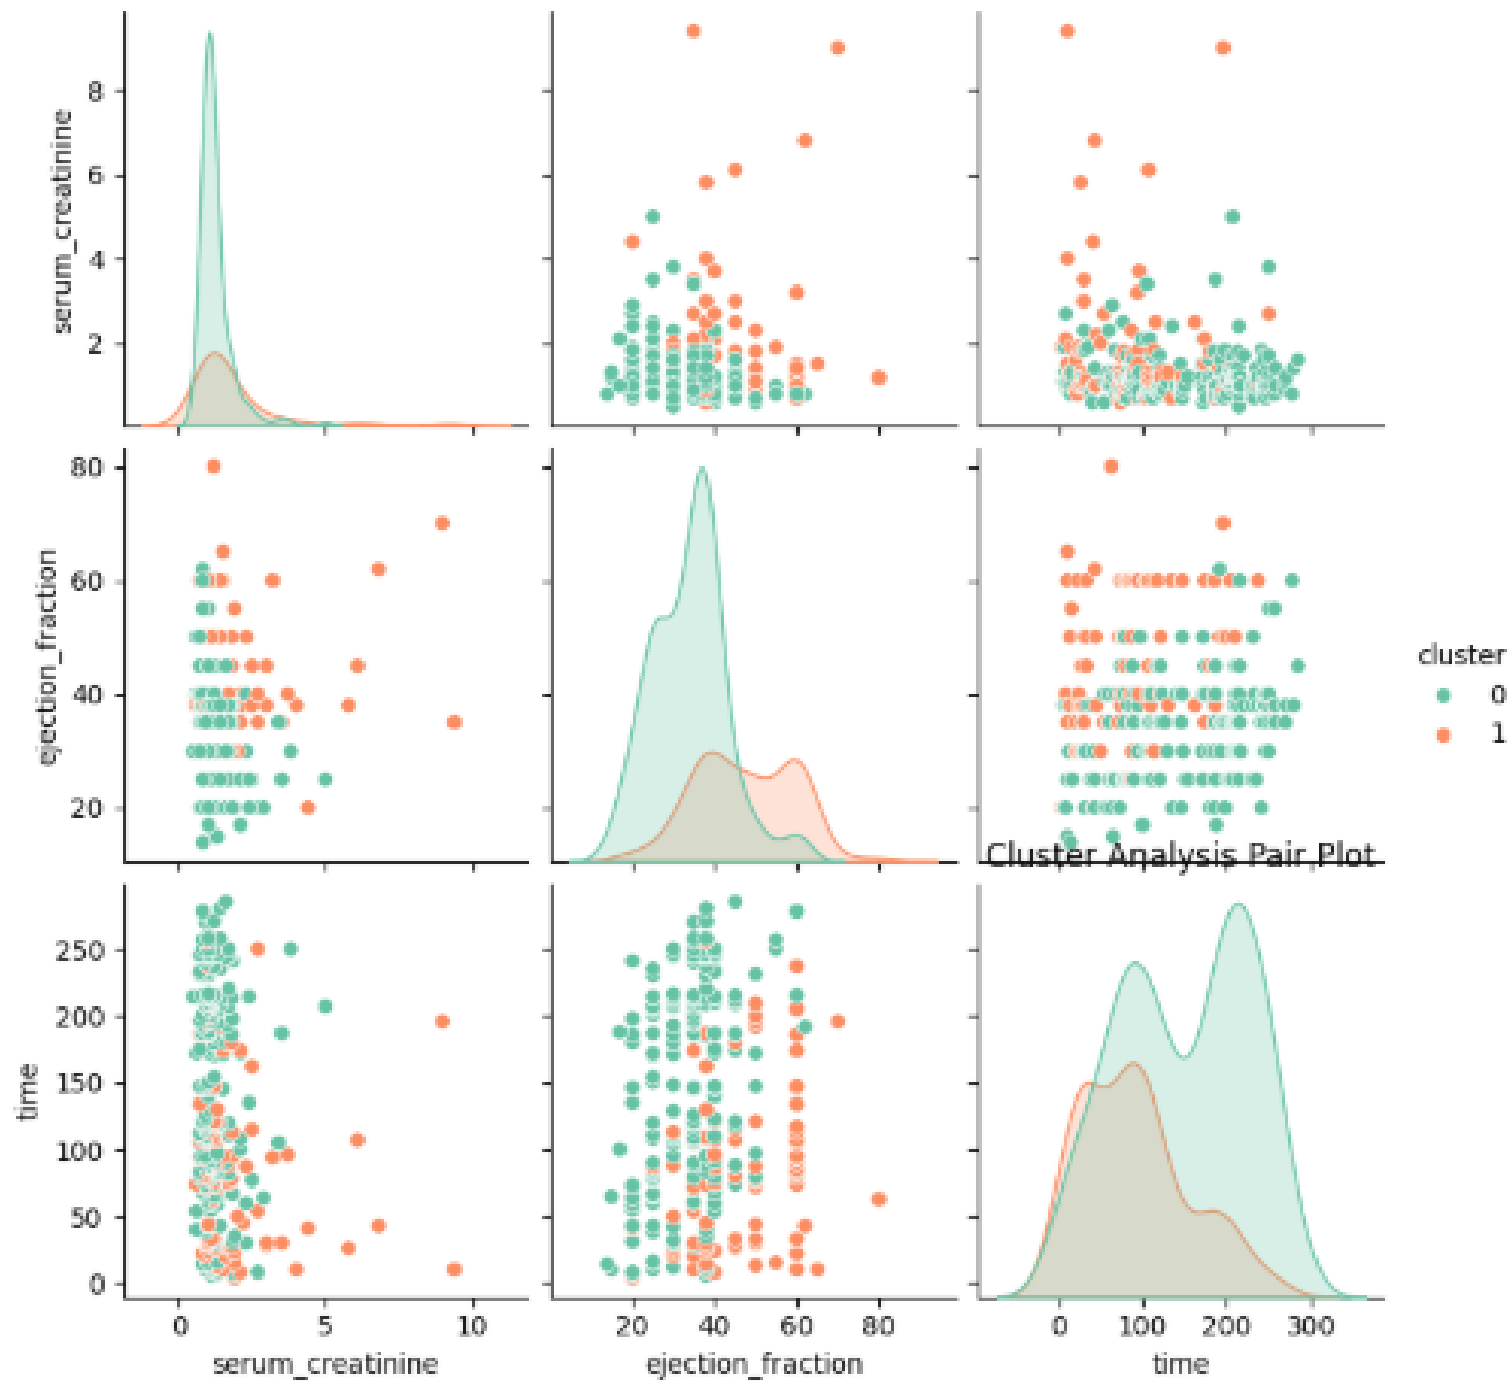 serum_creatinine
8
6
4
2
ejection_fraction
80
60
40
20
Cluster Analysis Pair Plot
cluster
0
1
time
250
200
150
100
50
0
0 5 10
20 40 60 80
0 100 200 300
serum_creatinine
ejection_fraction
time